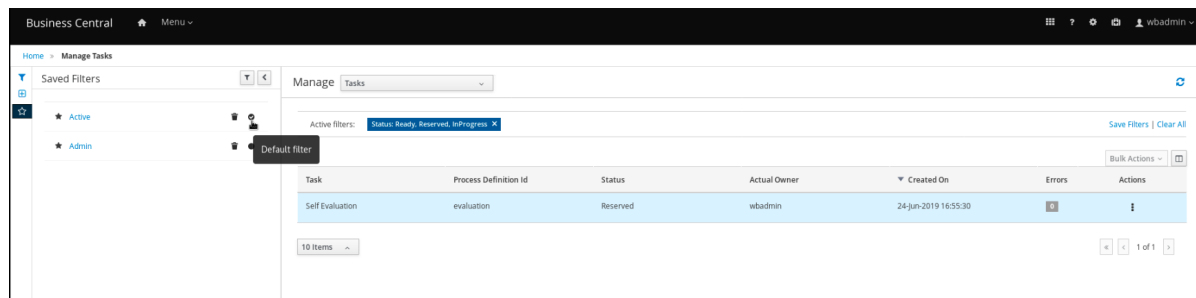 Business Central Menu ? wbadmin
Home > Manage Tasks
Saved Filters
Active
Admin
Default filter
Manage Tasks
Active filters: Status: Ready, Reserved, InProgress X
Save Filters | Clear All
Bulk Actions
Task Process Definition Id Status Actual Owner Created On Errors Actions
Self Evaluation evaluation Reserved wbadmin 24-Jun-2019 16:55:30 0
10 Items
« < 1 of 1 >